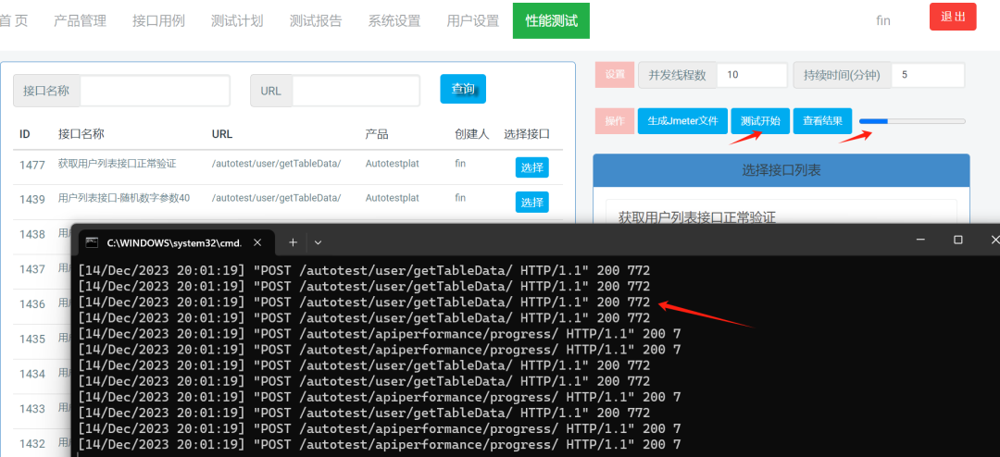 首 页 产品管理 接口用例 测试计划 测试报告 系统设置 用户设置 性能测试 fin 退出
接口名称 URL 查询
设置 并发线程数 10 持续时间(分钟) 5
操作 生成Jmeter文件 测试开始 查看结果
ID 接口名称 URL 产品 创建人 选择接口
1477 获取用户列表接口正常验证 /autotest/user/getTableData/ Autotestplat fin 选择
1439 用户列表接口-随机数字参数40 /autotest/user/getTableData/ Autotestplat fin 选择
选择接口列表
获取用户列表接口正常验证
1438 用
1437 用
1436 用
1435 用
1434 用
1433 用
1432 用
C:\WINDOWS\system32\cmd.
[14/Dec/2023 20:01:19] "POST /autotest/user/getTableData/ HTTP/1.1" 200 772
[14/Dec/2023 20:01:19] "POST /autotest/user/getTableData/ HTTP/1.1" 200 772
[14/Dec/2023 20:01:19] "POST /autotest/user/getTableData/ HTTP/1.1" 200 772
[14/Dec/2023 20:01:19] "POST /autotest/user/getTableData/ HTTP/1.1" 200 772
[14/Dec/2023 20:01:19] "POST /autotest/apiperformance/progress/ HTTP/1.1" 200 7
[14/Dec/2023 20:01:19] "POST /autotest/apiperformance/progress/ HTTP/1.1" 200 7
[14/Dec/2023 20:01:19] "POST /autotest/user/getTableData/ HTTP/1.1" 200 772
[14/Dec/2023 20:01:19] "POST /autotest/user/getTableData/ HTTP/1.1" 200 772
[14/Dec/2023 20:01:19] "POST /autotest/apiperformance/progress/ HTTP/1.1" 200 7
[14/Dec/2023 20:01:19] "POST /autotest/user/getTableData/ HTTP/1.1" 200 772
[14/Dec/2023 20:01:19] "POST /autotest/apiperformance/progress/ HTTP/1.1" 200 7
[14/Dec/2023 20:01:19] "POST /autotest/apiperformance/progress/ HTTP/1.1" 200 7